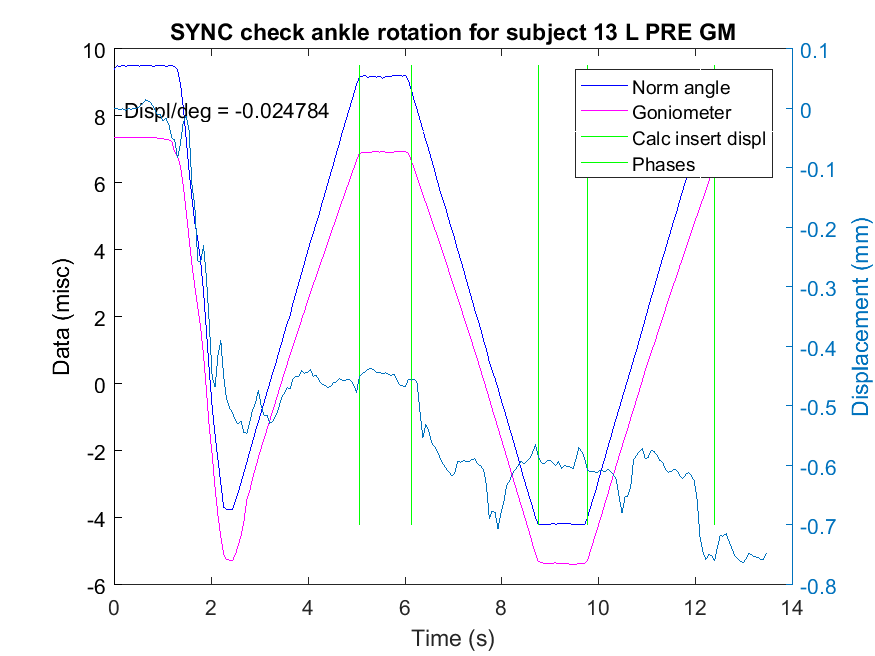 SYNC check ankle rotation for subject 13 L PRE GM
10
8
6
4
2
0
-2
-4
-6
Data (misc)
Displ/deg = -0.024784
Norm angle
Goniometer
Calc insert displ
Phases
0.1
0
-0.1
-0.2
-0.3
-0.4
-0.5
-0.6
-0.7
-0.8
Displacement (mm)
0 2 4 6 8 10 12 14
Time (s)